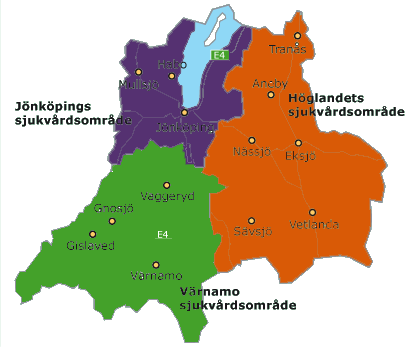 Tranås
E4
Habo
Mullsjö
Aneby
Höglandets
sjukvårdsområde
Jönköpings
sjukvårdsområde
Jönköping
Nässjö
Eksjö
Vaggeryd
Gnosjö
Vetlanda
Sävsjö
Gislaved
E4
Värnamo
Värnamo
sjukvårdsområde